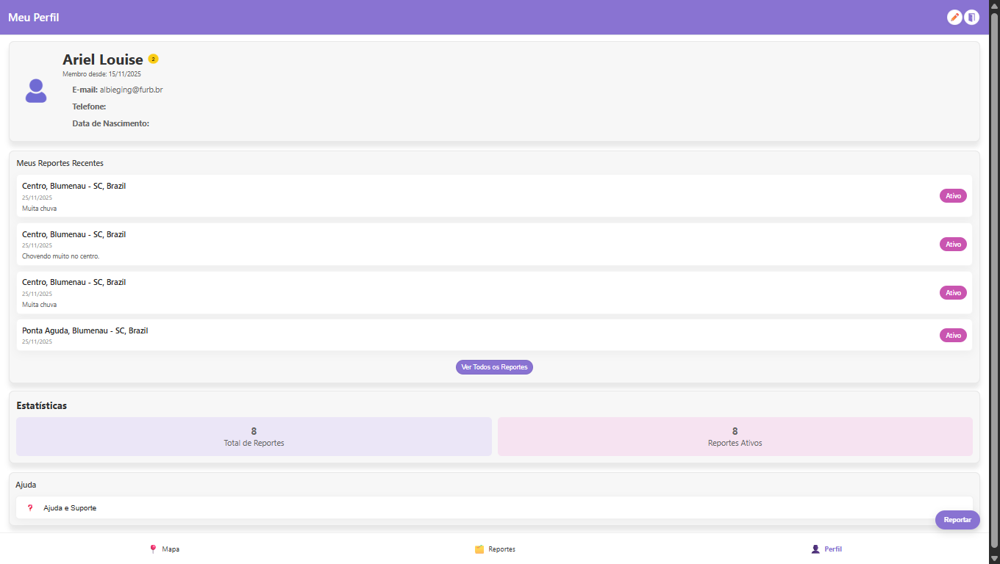 Meu Perfil
Ariel Louise 2
Membro desde: 15/11/2025
E-mail: albieging@furb.br
Telefone:
Data de Nascimento:
Meus Reportes Recentes
Centro, Blumenau - SC, Brazil
25/11/2025
Muita chuva
Ativo
Centro, Blumenau - SC, Brazil
25/11/2025
Chovendo muito no centro.
Ativo
Centro, Blumenau - SC, Brazil
25/11/2025
Muita chuva
Ativo
Ponta Aguda, Blumenau - SC, Brazil
25/11/2025
Ativo
Ver Todos os Reportes
Estatísticas
8
Total de Reportes
8
Reportes Ativos
Ajuda
? Ajuda e Suporte
Reportar
Mapa
Reportes
Perfil